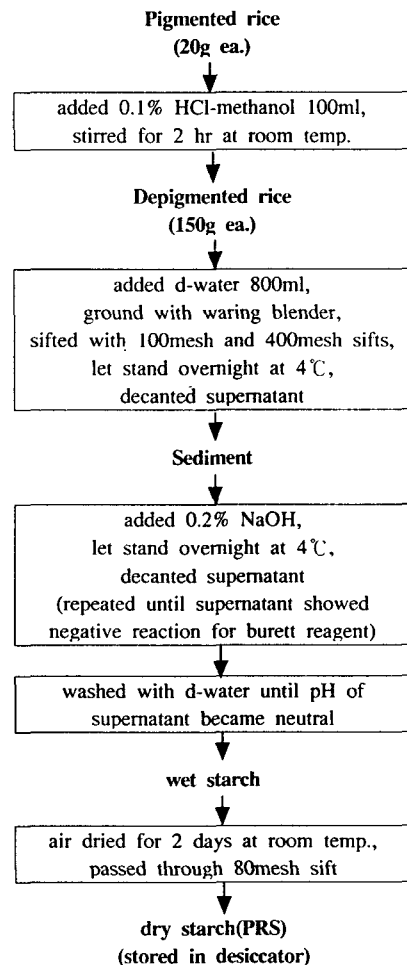 Pigmented rice
(20g ea.)
added 0.1% HCl-methanol 100ml,
stirred for 2 hr at room temp.
Depigmented rice
(150g ea.)
added d-water 800ml,
ground with waring blender,
sifted with 100mesh and 400mesh sifts,
let stand overnight at 4℃,
decanted supernatant
Sediment
added 0.2% NaOH,
let stand overnight at 4℃,
decanted supernatant
(repeated until supernatant showed
negative reaction for burett reagent)
washed with d-water until pH of
supernatant became neutral
wet starch
air dried for 2 days at room temp.,
passed through 80mesh sift
dry starch(PRS)
(stored in desiccator)